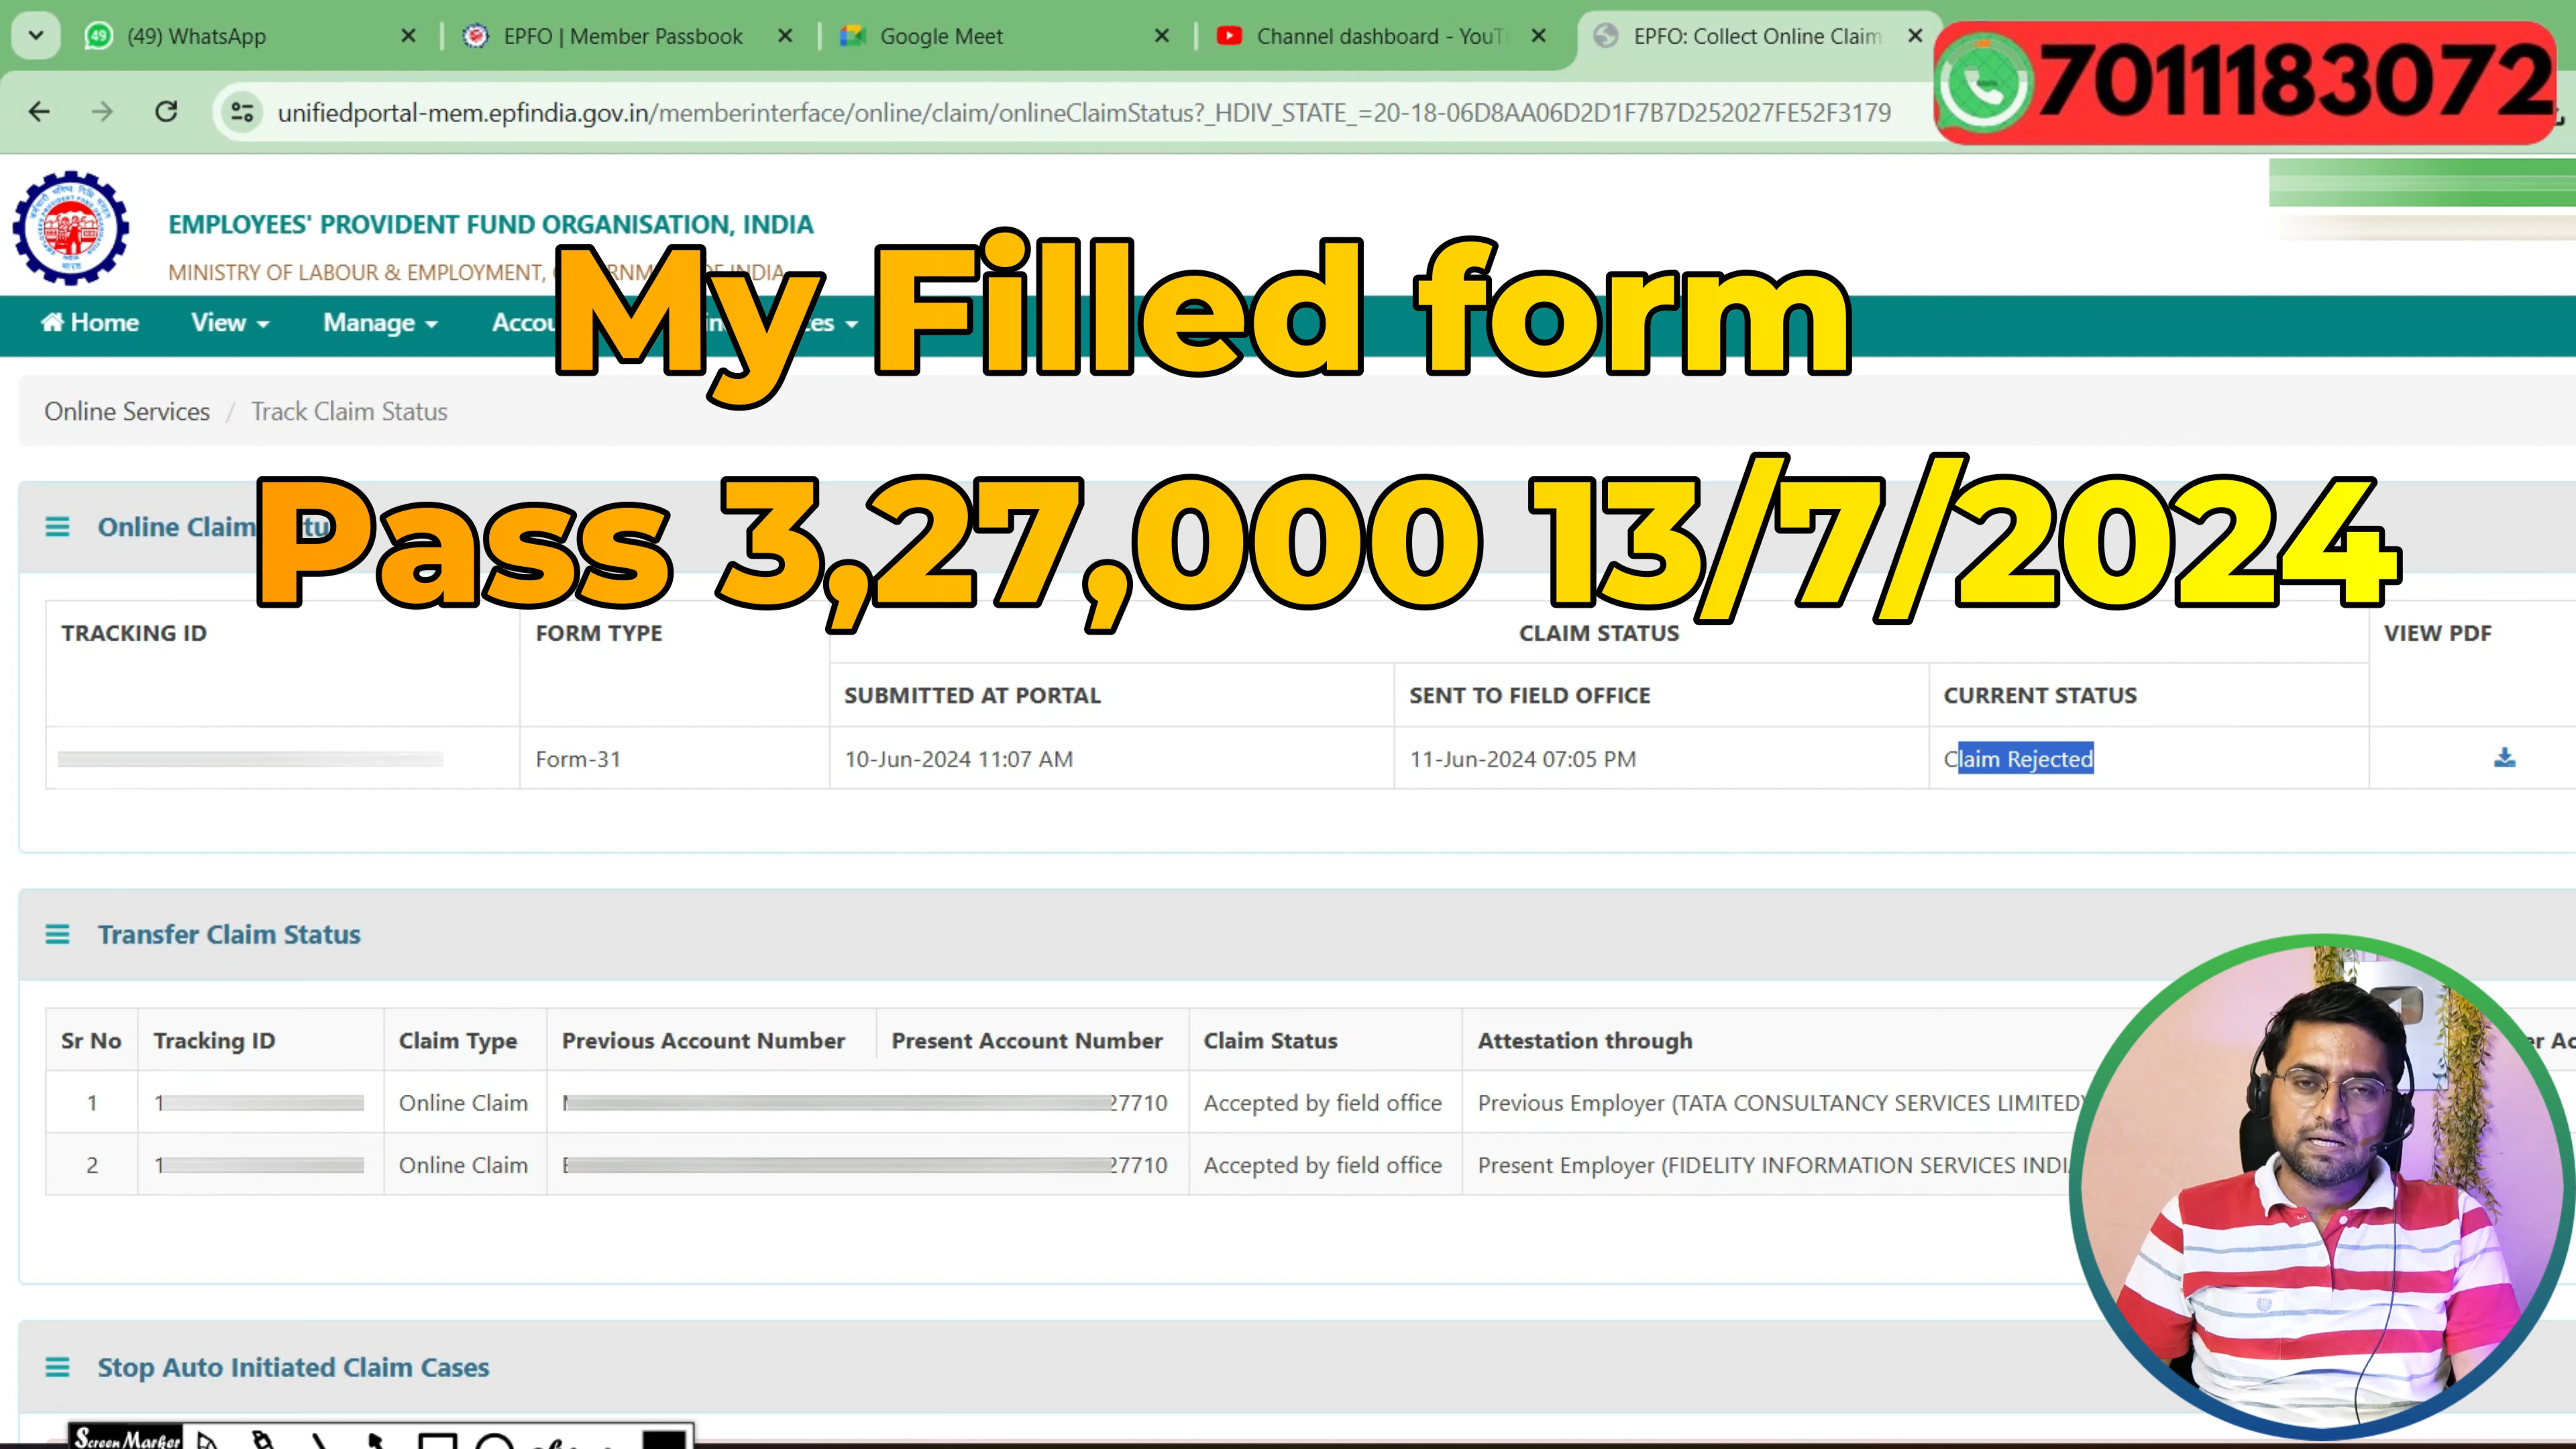 (49) WhatsApp
EPFO | Member Passbook
Google Meet
Channel dashboard - YouT
EPFO: Collect Online Claim
7011183072
unifiedportal-mem.epfindia.gov.in/memberinterface/online/claim/onlineClaimStatus?_HDIV_STATE_=20-18-06D8AA06D2D1F7B7D252027FE52F3179
EMPLOYEES' PROVIDENT FUND ORGANISATION, INDIA
MINISTRY OF LABOUR & EMPLOYMENT, INDIA
My Filled form
Home View Manage
Online Services / Track Claim Status
Pass 3,27,000 13/7/2024
Online Claim
TRACKING ID FORM TYPE CLAIM STATUS VIEW PDF
SUBMITTED AT PORTAL SENT TO FIELD OFFICE CURRENT STATUS
Form-31 10-Jun-2024 11:07 AM 11-Jun-2024 07:05 PM Claim Rejected
Transfer Claim Status
Sr No Tracking ID Claim Type Previous Account Number Present Account Number Claim Status Attestation through
1 1 Online Claim 27710 Accepted by field office Previous Employer (TATA CONSULTANCY SERVICES LIMITED)
2 1 Online Claim 27710 Accepted by field office Present Employer (FIDELITY INFORMATION SERVICES INDI
Stop Auto Initiated Claim Cases
Screen Marker